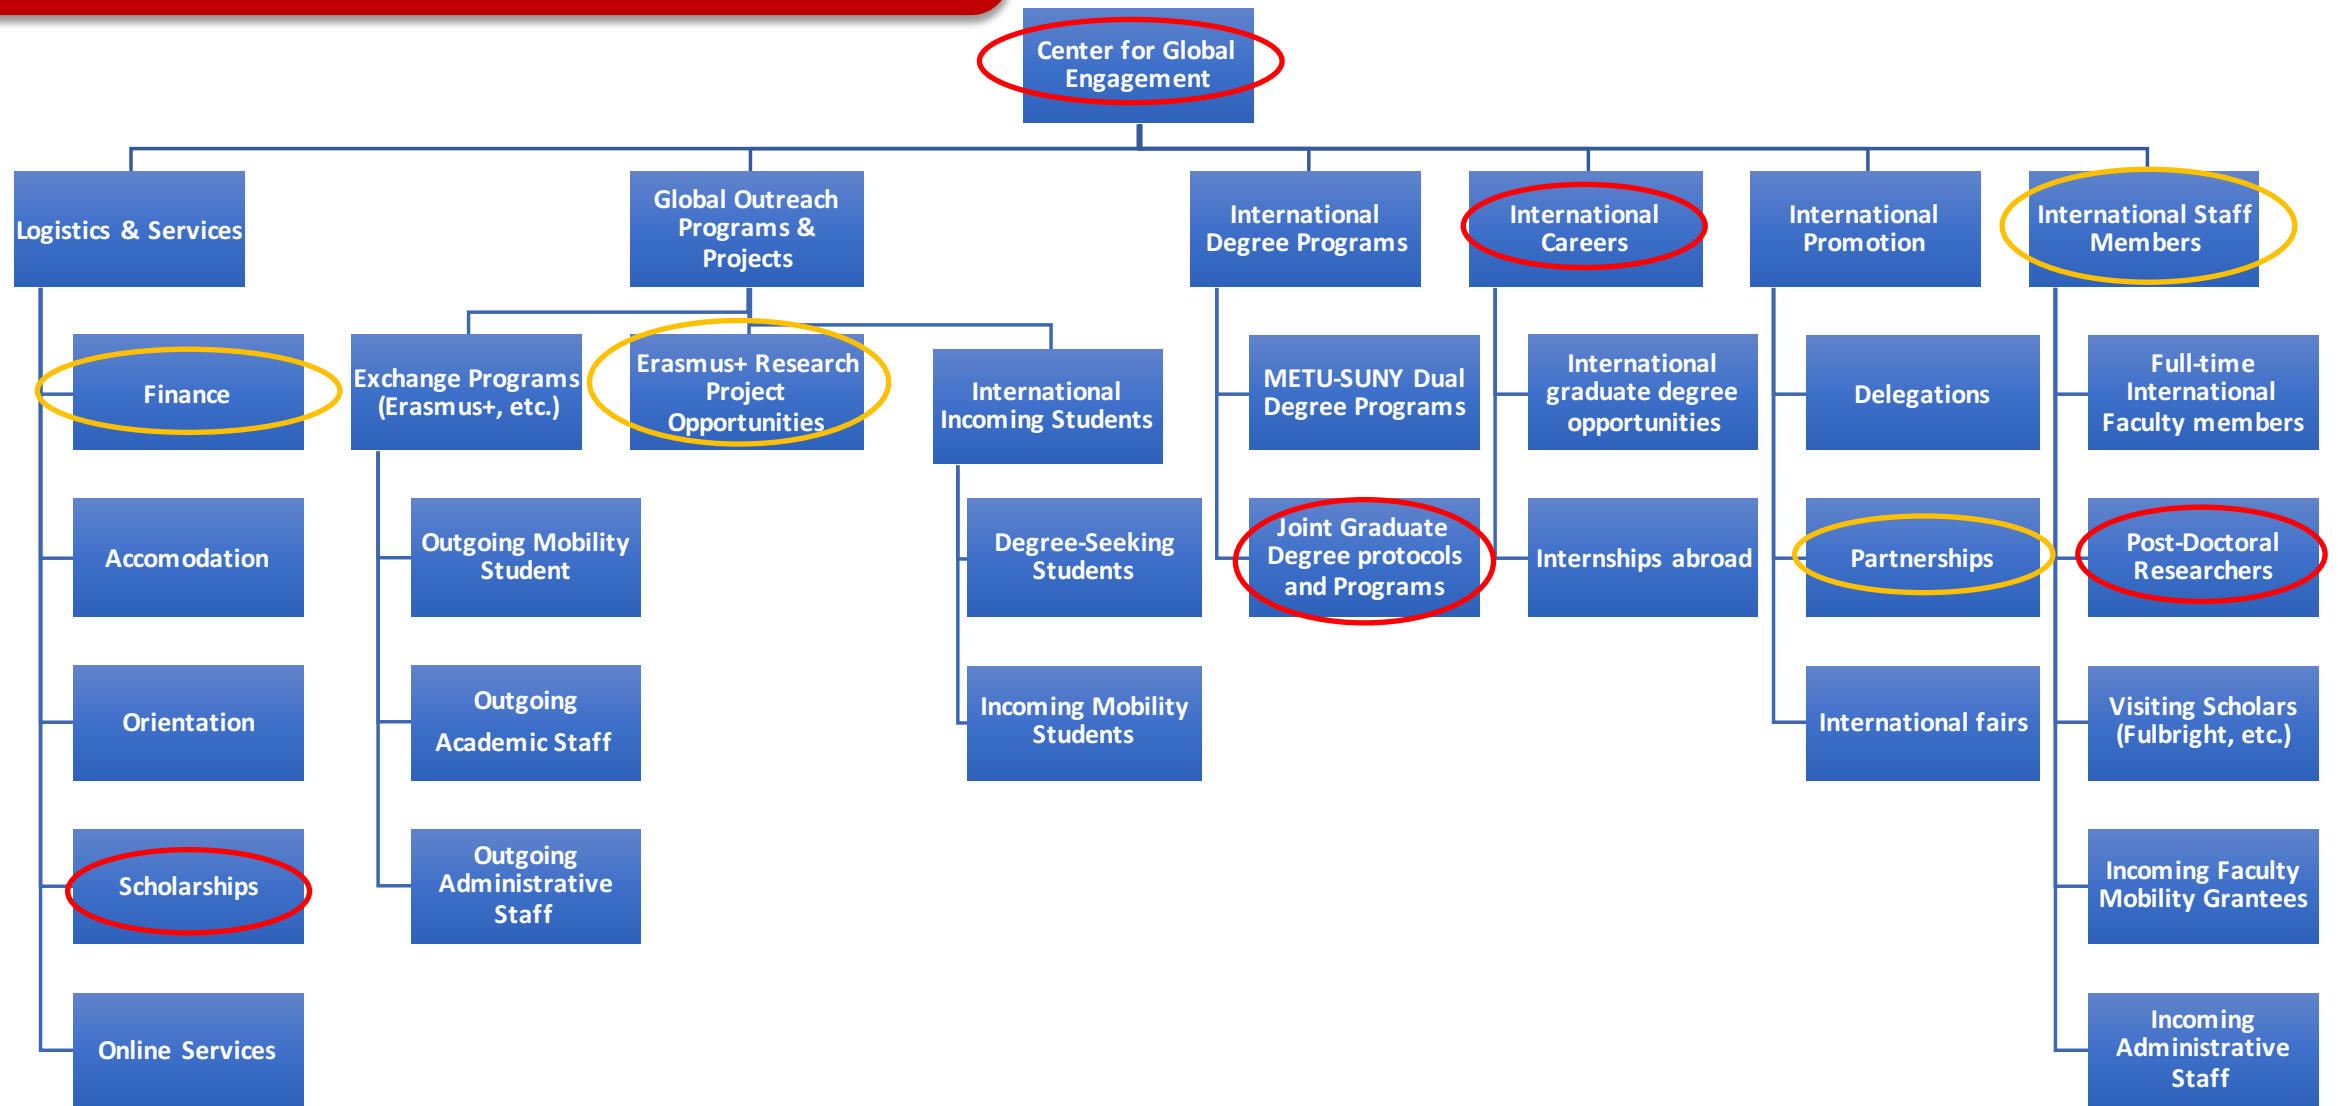 Center for Global
Engagement
Logistics & Services
Global Outreach
Programs &
Projects
International
Degree Programs
International
Careers
International
Promotion
International Staff
Members
Finance
Accomodation
Orientation
Scholarships
Online Services
Exchange Programs
(Erasmus+, etc.)
Outgoing Mobility
Student
Outgoing
Academic Staff
Outgoing
Administrative
Staff
Erasmus+ Research
Project
Opportunities
International
Incoming Students
Degree-Seeking
Students
Incoming Mobility
Students
METU-SUNY Dual
Degree Programs
Joint Graduate
Degree protocols
and Programs
International
graduate degree
opportunities
Internships abroad
Delegations
Partnerships
International fairs
Full-time
International
Faculty members
Post-Doctoral
Researchers
Visiting Scholars
(Fulbright, etc.)
Incoming Faculty
Mobility Grantees
Incoming
Administrative
Staff